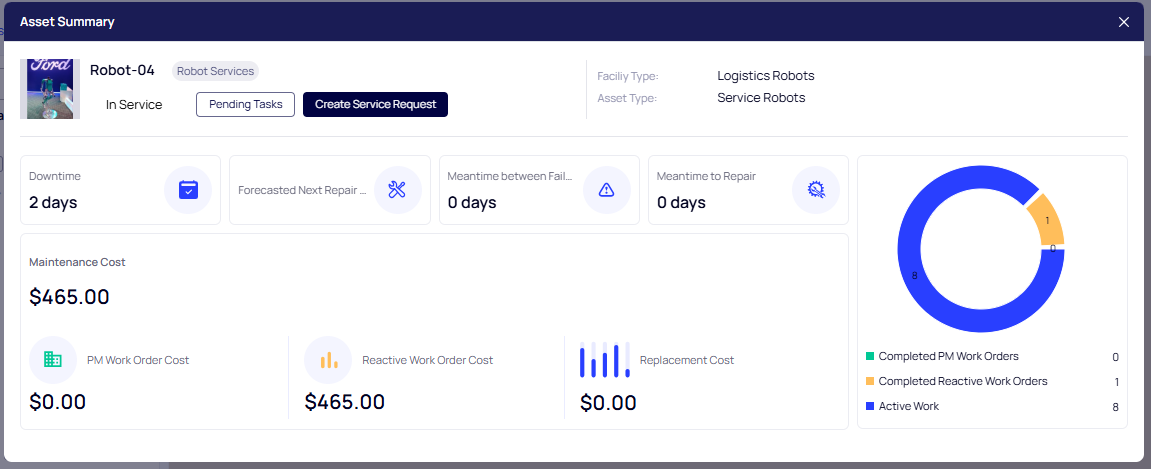 Asset Summary
Ford
Robot-04
Robot Services
In Service
Pending Tasks
Create Service Request
Faciliy Type:
Logistics Robots
Asset Type:
Service Robots
Downtime
2 days
Forecasted Next Repair ...
Meantime between Fail...
0 days
Meantime to Repair
0 days
Maintenance Cost
$465.00
PM Work Order Cost
$0.00
Reactive Work Order Cost
$465.00
Replacement Cost
$0.00
1
0
8
Completed PM Work Orders 0
Completed Reactive Work Orders 1
Active Work 8